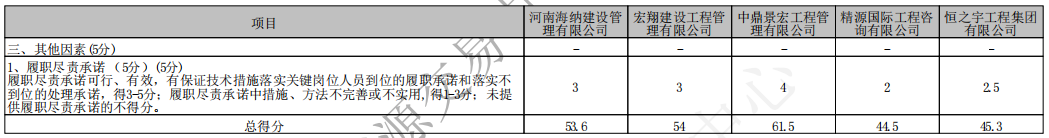 项目 河南海纳建设管理有限公司 宏翔建设工程管理有限公司 中鼎景宏工程管理有限公司 精源国际工程咨询有限公司 恒之宇工程集团有限公司
三、其他因素(5分) – – – – –
1、履职尽责承诺 （5分）(5分)
履职尽责承诺可行、有效，有保证技术措施落实关键岗位人员到位的履职承诺和落实不
到位的处理承诺，得3-5分；履职尽责承诺中措施、方法不完善或不实用,得1-3分；未提
供履职尽责承诺的不得分。
3 3 4 2 2.5
总得分 53.6 54 61.5 44.5 45.3
源交易中心